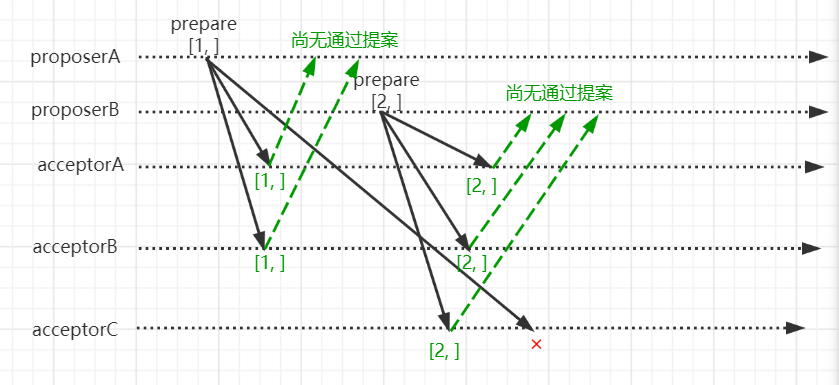 prepare
[1, ]
尚无通过提案
proposerA
prepare
[2, ]
尚无通过提案
proposerB
acceptorA
[1, ]
[2, ]
acceptorB
[1, ]
[2, ]
acceptorC
[2, ]
×